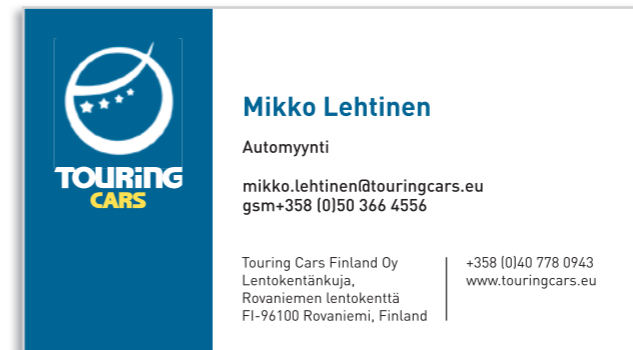 TOURING
CARS
Mikko Lehtinen
Automyynti
mikko.lehtinen@touringcars.eu
gsm+358 (0)50 366 4556
Touring Cars Finland Oy
Lentokentänkuja,
Rovaniemen lentokenttä
FI-96100 Rovaniemi, Finland
+358 (0)40 778 0943
www.touringcars.eu